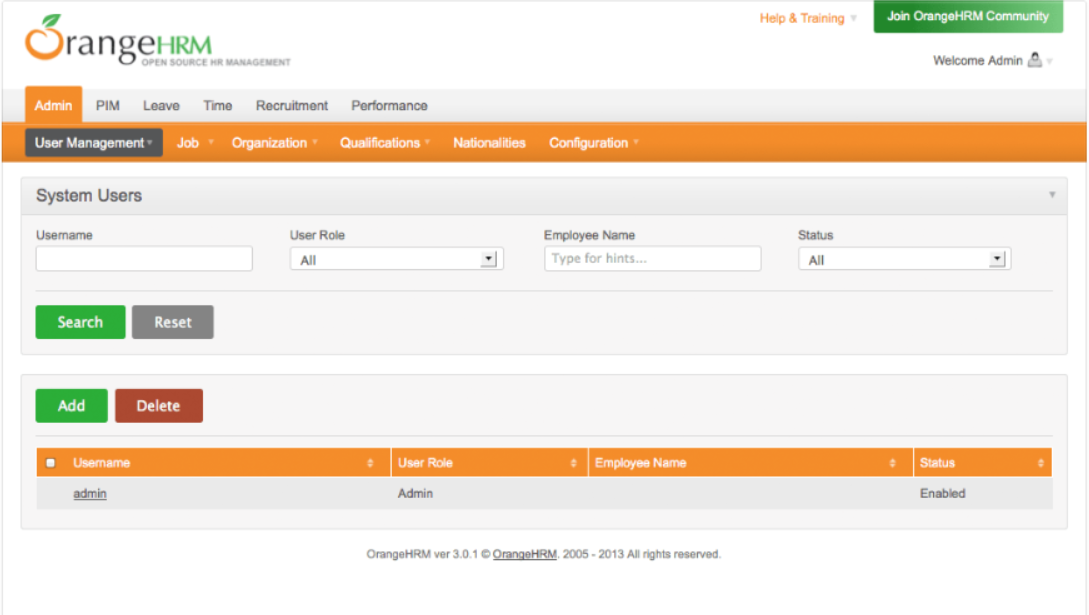 Help & Training
Join OrangeHRM Community
OrangeHRM
OPEN SOURCE HR MANAGEMENT
Welcome Admin
Admin PIM Leave Time Recruitment Performance
User Management Job Organization Qualifications Nationalities Configuration
System Users
Username User Role Employee Name Status
All Type for hints... All
Search Reset
Add Delete
Username User Role Employee Name Status
admin Admin Enabled
OrangeHRM ver 3.0.1 © OrangeHRM. 2005 - 2013 All rights reserved.